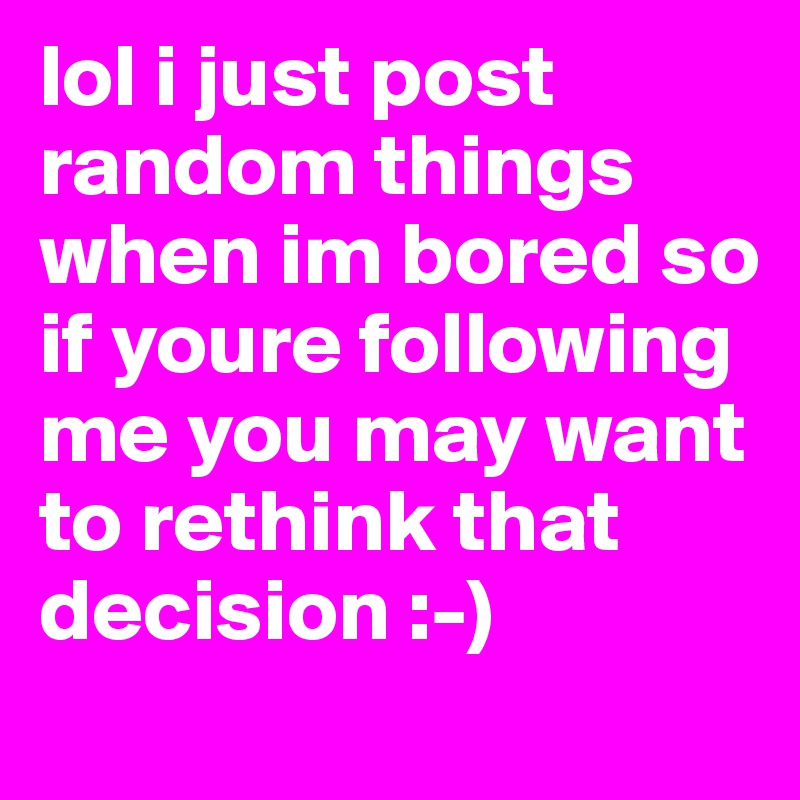 lol i just post
random things
when im bored so
if youre following
me you may want
to rethink that
decision :-)